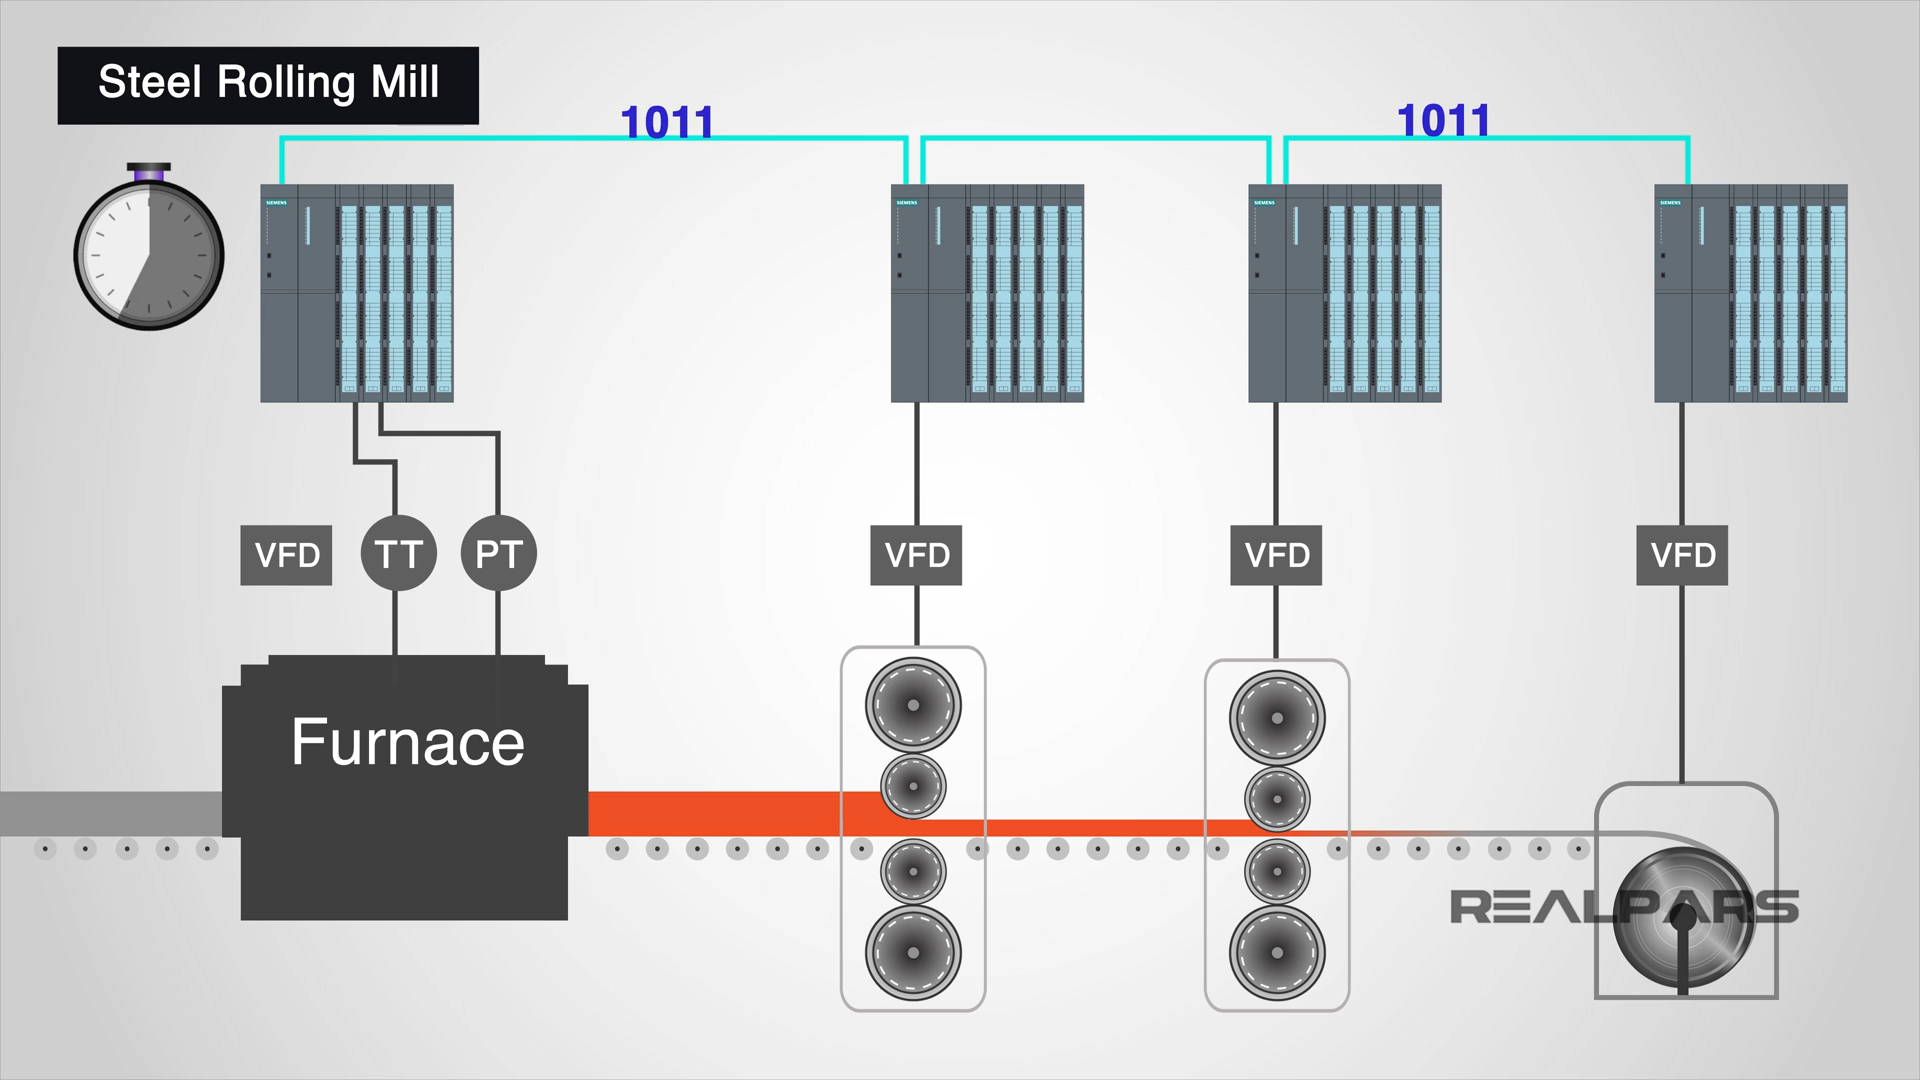 Steel Rolling Mill
1011
1011
SIEMENS
SIEMENS
SIEMENS
SIEMENS
VFD
TT
PT
VFD
VFD
VFD
Furnace
REALPARS